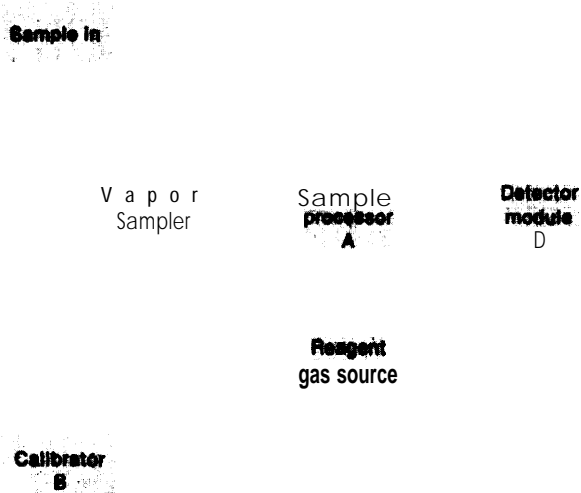 Sample in
Vapor
Sampler
Sample
processor
A
Detector
module
D
Reagent
gas source
Calibrator
B